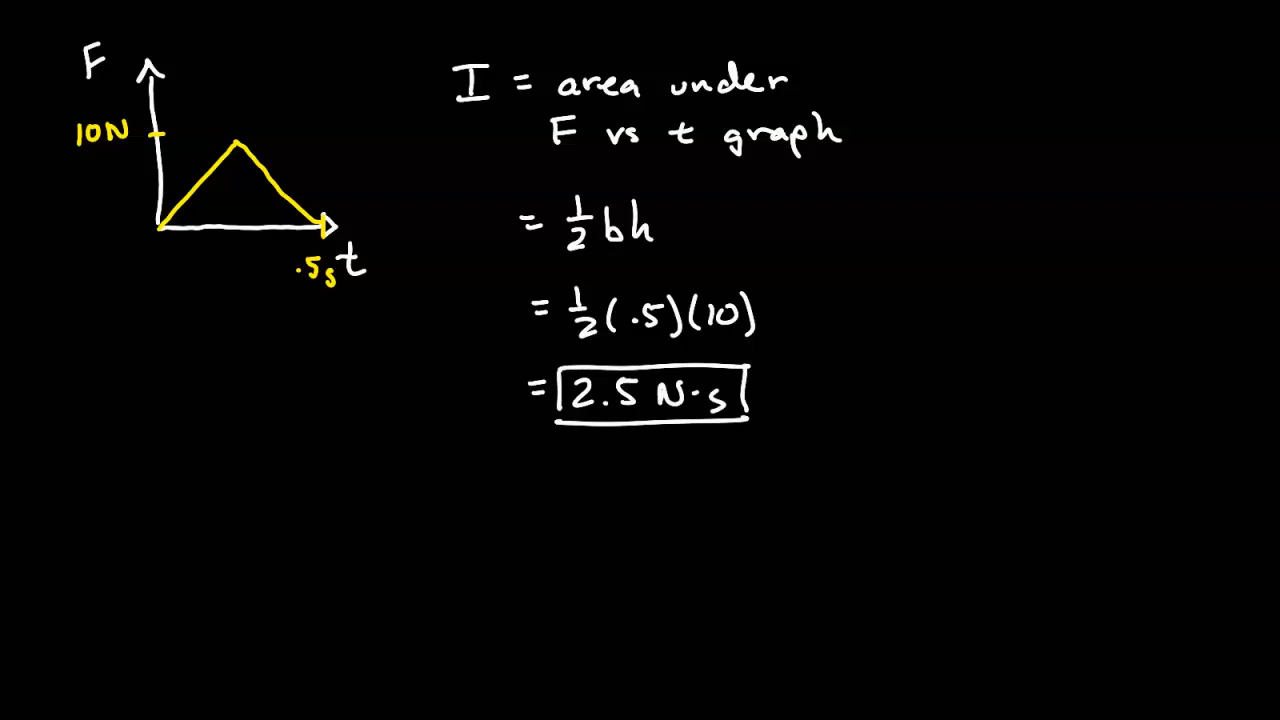 F
10N
.5s t
I = area under
F vs t graph
= 1/2 bh
= 1/2 (.5)(10)
= 2.5 N·s